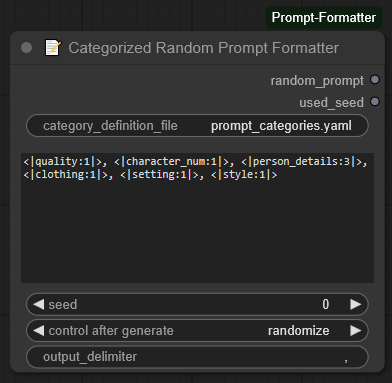 Prompt-Formatter
📝 Categorized Random Prompt Formatter
random_prompt
used_seed
category_definition_file prompt_categories.yaml
<|quality:1|>, <|character_num:1|>, <|person_details:3|>,
<|clothing:1|>, <|setting:1|>, <|style:1|>
seed 0
control after generate randomize
output_delimiter ,